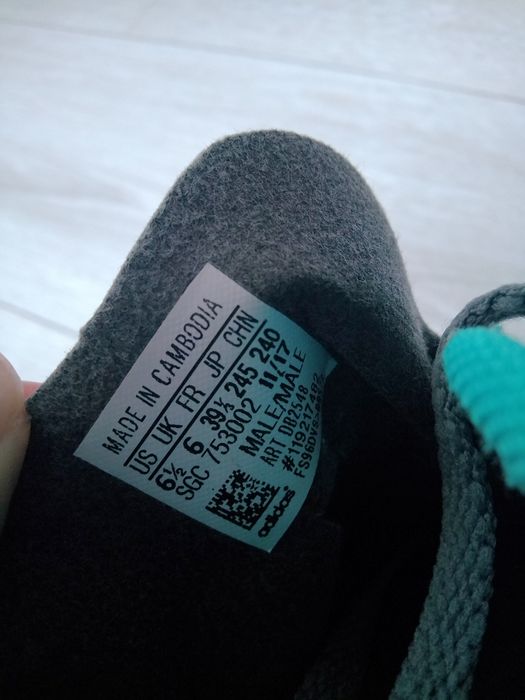 MADE IN CAMBODIA
US UK FR JP CHN
6½ 6 39⅓ 245 240
SGC 753002 11/17
MALE/MALE
ART DB2548
adidas